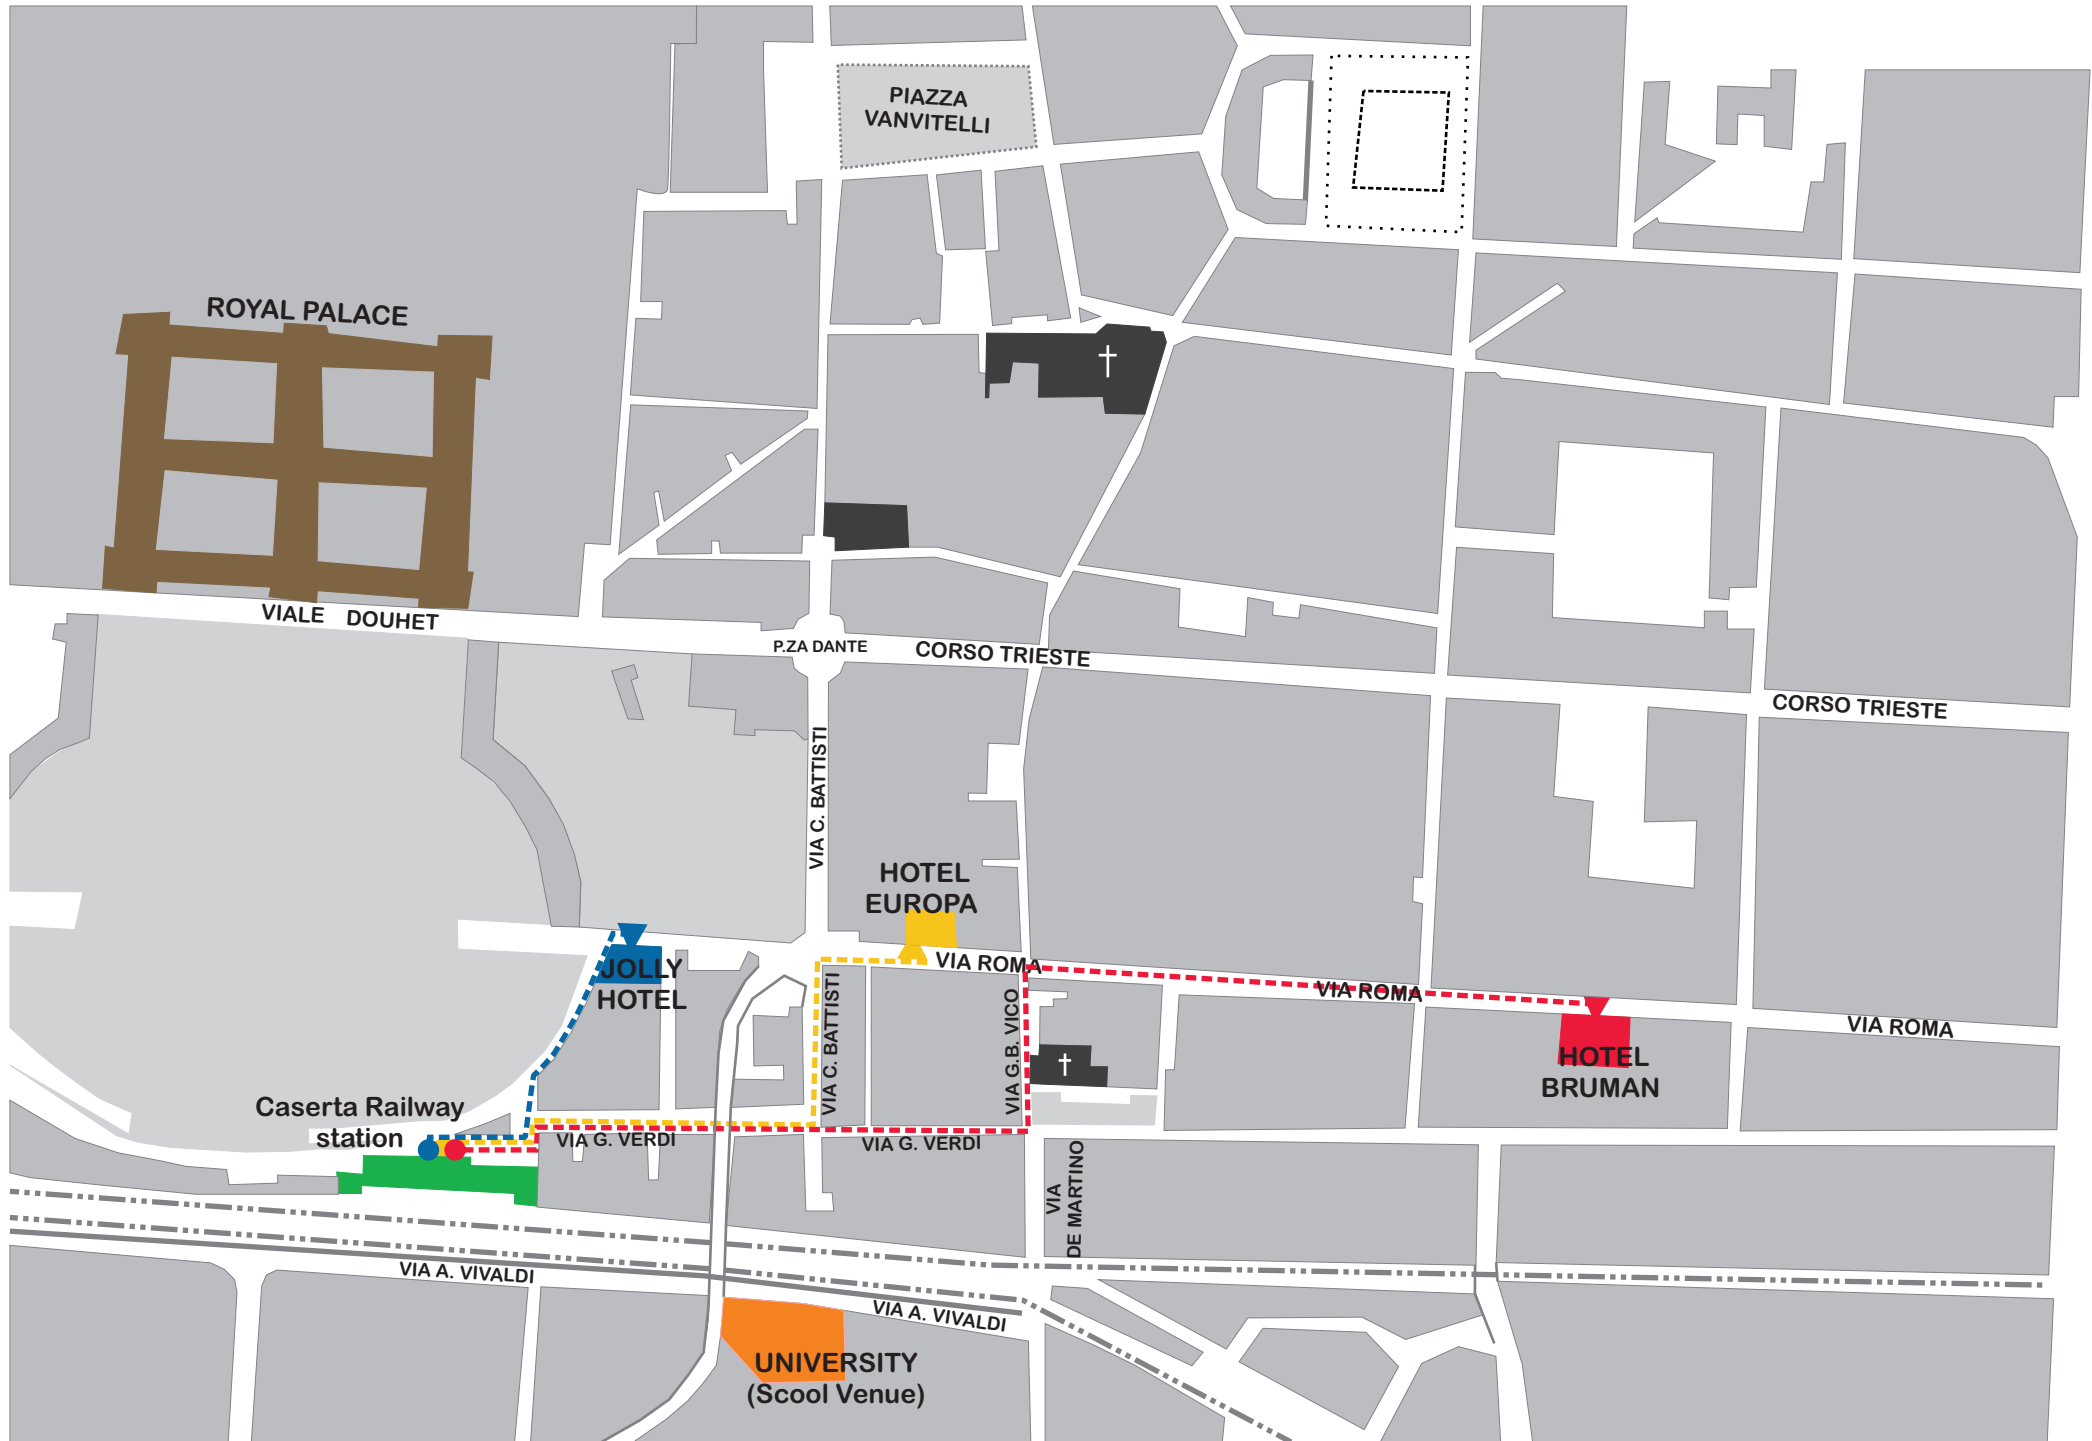 PIAZZA
VANVITELLI
ROYAL PALACE
VIALE DOUHET
P.ZA DANTE
CORSO TRIESTE
CORSO TRIESTE
VIA C. BATTISTI
HOTEL
EUROPA
JOLLY
HOTEL
VIA ROMA
VIA ROMA
VIA ROMA
VIA C. BATTISTI
VIA G.B. VICO
HOTEL
BRUMAN
Caserta Railway
station
VIA G. VERDI
VIA G. VERDI
VIA
DE MARTINO
VIA A. VIVALDI
VIA A. VIVALDI
UNIVERSITY
(Scool Venue)